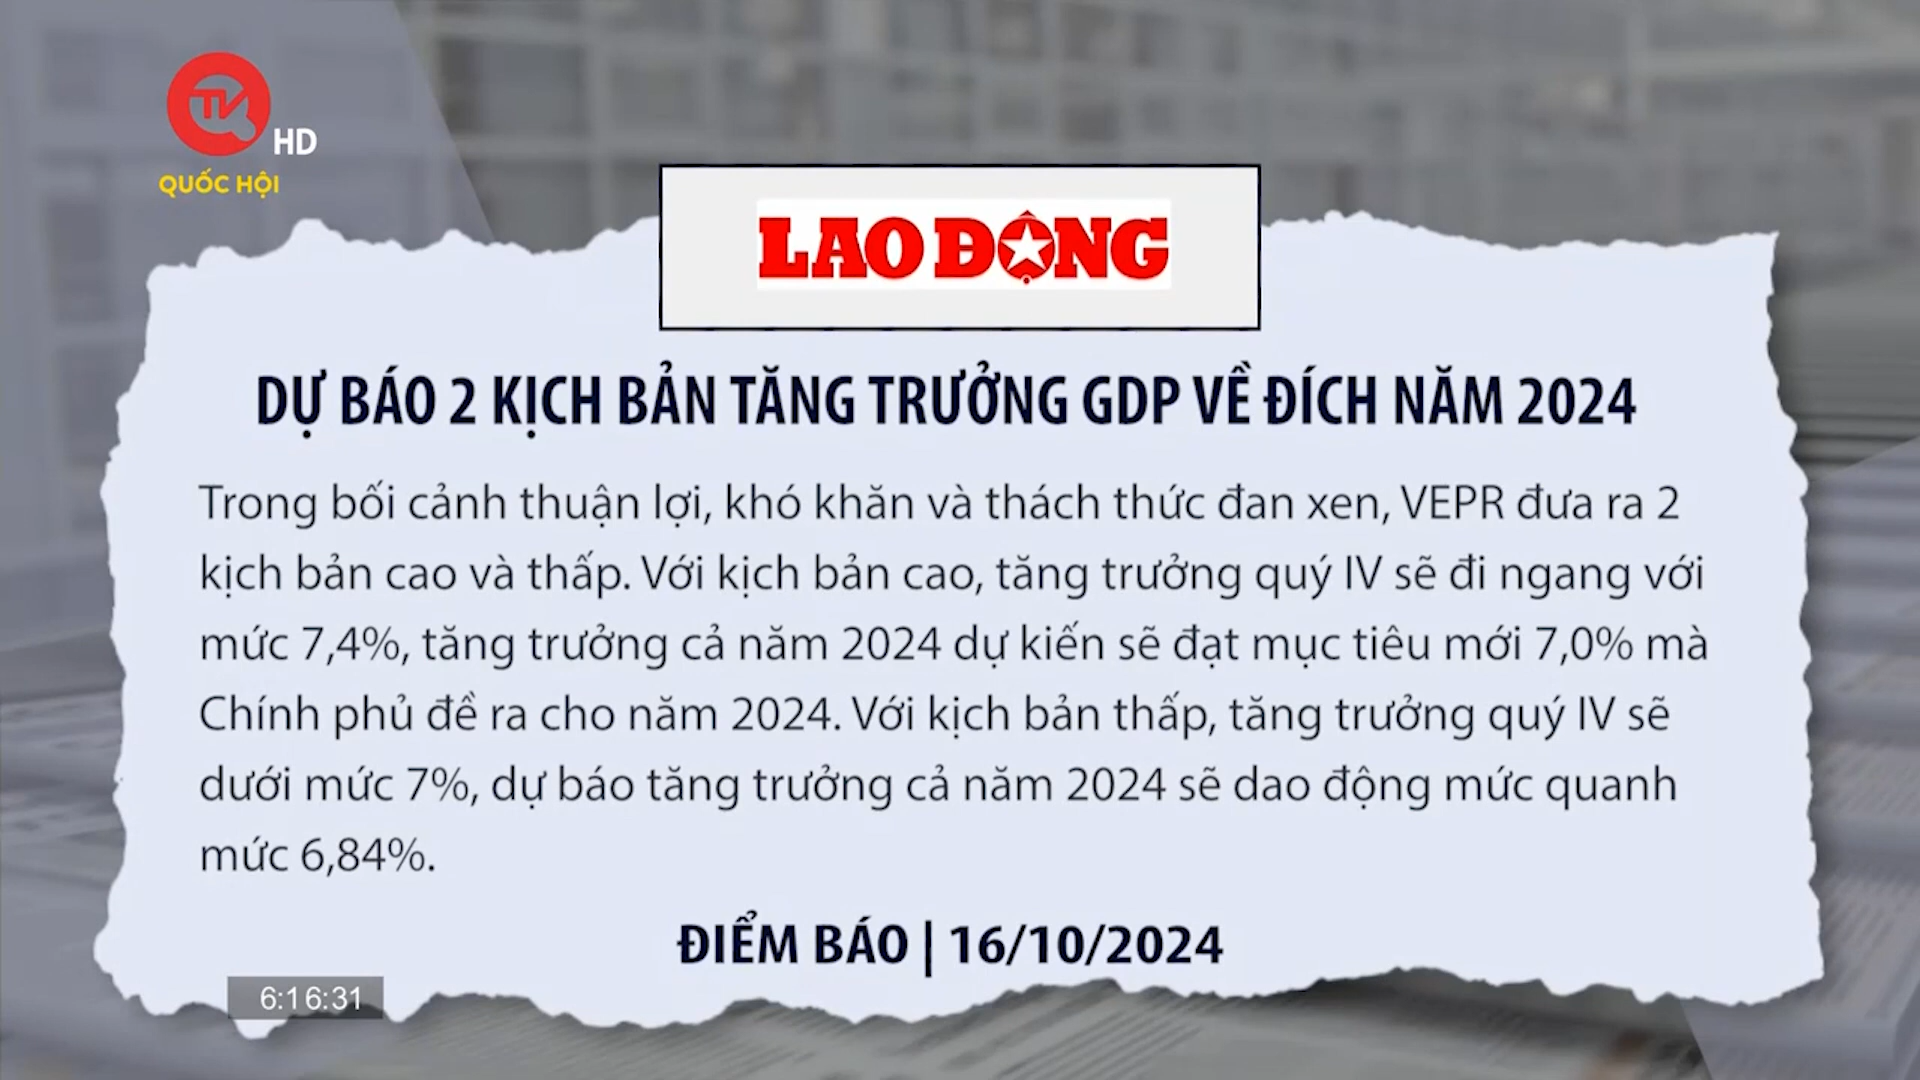 TV HD
QUỐC HỘI
LAO ĐỘNG
DỰ BÁO 2 KỊCH BẢN TĂNG TRƯỞNG GDP VỀ ĐÍCH NĂM 2024
Trong bối cảnh thuận lợi, khó khăn và thách thức đan xen, VEPR đưa ra 2
kịch bản cao và thấp. Với kịch bản cao, tăng trưởng quý IV sẽ đi ngang với
mức 7,4%, tăng trưởng cả năm 2024 dự kiến sẽ đạt mục tiêu mới 7,0% mà
Chính phủ đề ra cho năm 2024. Với kịch bản thấp, tăng trưởng quý IV sẽ
dưới mức 7%, dự báo tăng trưởng cả năm 2024 sẽ dao động mức quanh
mức 6,84%.
ĐIỂM BÁO | 16/10/2024
6:16:31